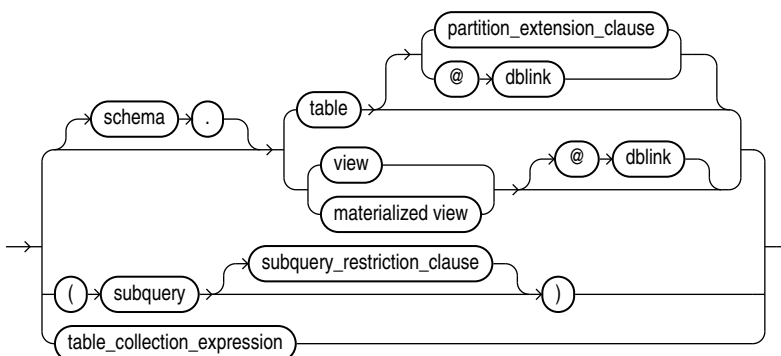 partition_extension_clause
@ dblink
schema .
table
view
@ dblink
materialized view
( subquery subquery_restriction_clause )
table_collection_expression